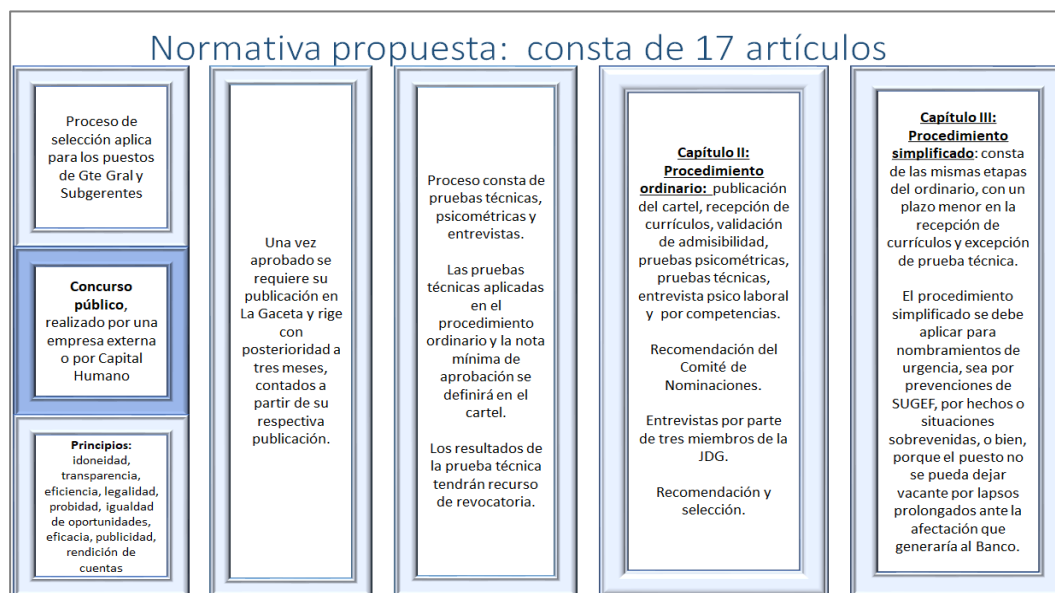 Normativa propuesta: consta de 17 artículos
Proceso de
selección aplica
para los puestos
de Gte Gral y
Subgerentes
Concurso
público,
realizado por una
empresa externa
o por Capital
Humano
Principios:
idoneidad,
transparencia,
eficiencia, legalidad,
probidad, igualdad
de oportunidades,
eficacia, publicidad,
rendición de
cuentas
Una vez
aprobado se
requiere su
publicación en
La Gaceta y rige
con
posterioridad a
tres meses,
contados a
partir de su
respectiva
publicación.
Proceso consta de
pruebas técnicas,
psicométricas y
entrevistas.
Las pruebas
técnicas aplicadas
en el
procedimiento
ordinario y la nota
mínima de
aprobación se
definirá en el
cartel.
Los resultados de
la prueba técnica
tendrán recurso
de revocatoria.
Capítulo II:
Procedimiento
ordinario: publicación
del cartel, recepción de
currículos, validación
de admisibilidad,
pruebas psicométricas,
pruebas técnicas,
entrevista psico laboral
y por competencias.
Recomendación del
Comité de
Nominaciones.
Entrevistas por parte
de tres miembros de la
JDG.
Recomendación y
selección.
Capítulo III:
Procedimiento
simplificado: consta
de las mismas etapas
del ordinario, con un
plazo menor en la
recepción de
currículos y excepción
de prueba técnica.
El procedimiento
simplificado se debe
aplicar para
nombramientos de
urgencia, sea por
prevenciones de
SUGEF, por hechos o
situaciones
sobrevenidas, o bien,
porque el puesto no
se pueda dejar
vacante por lapsos
prolongados ante la
afectación que
generaría al Banco.